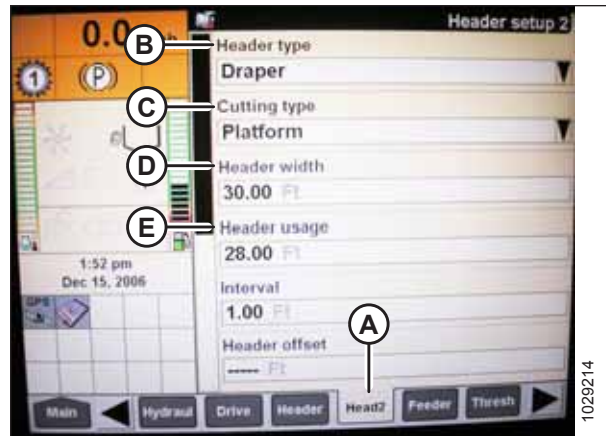 Header setup 2
0.0
B
Header type
Draper
1
(P)
C
Cutting type
Platform
D
Header width
30.00 Ft
E
Header usage
28.00 Ft
1:52 pm
Dec 15, 2006
Interval
1.00 Ft
GPS
A
Header offset
----- Ft
Main
Hydraul
Drive
Header
Head2
Feeder
Thresh
1029214